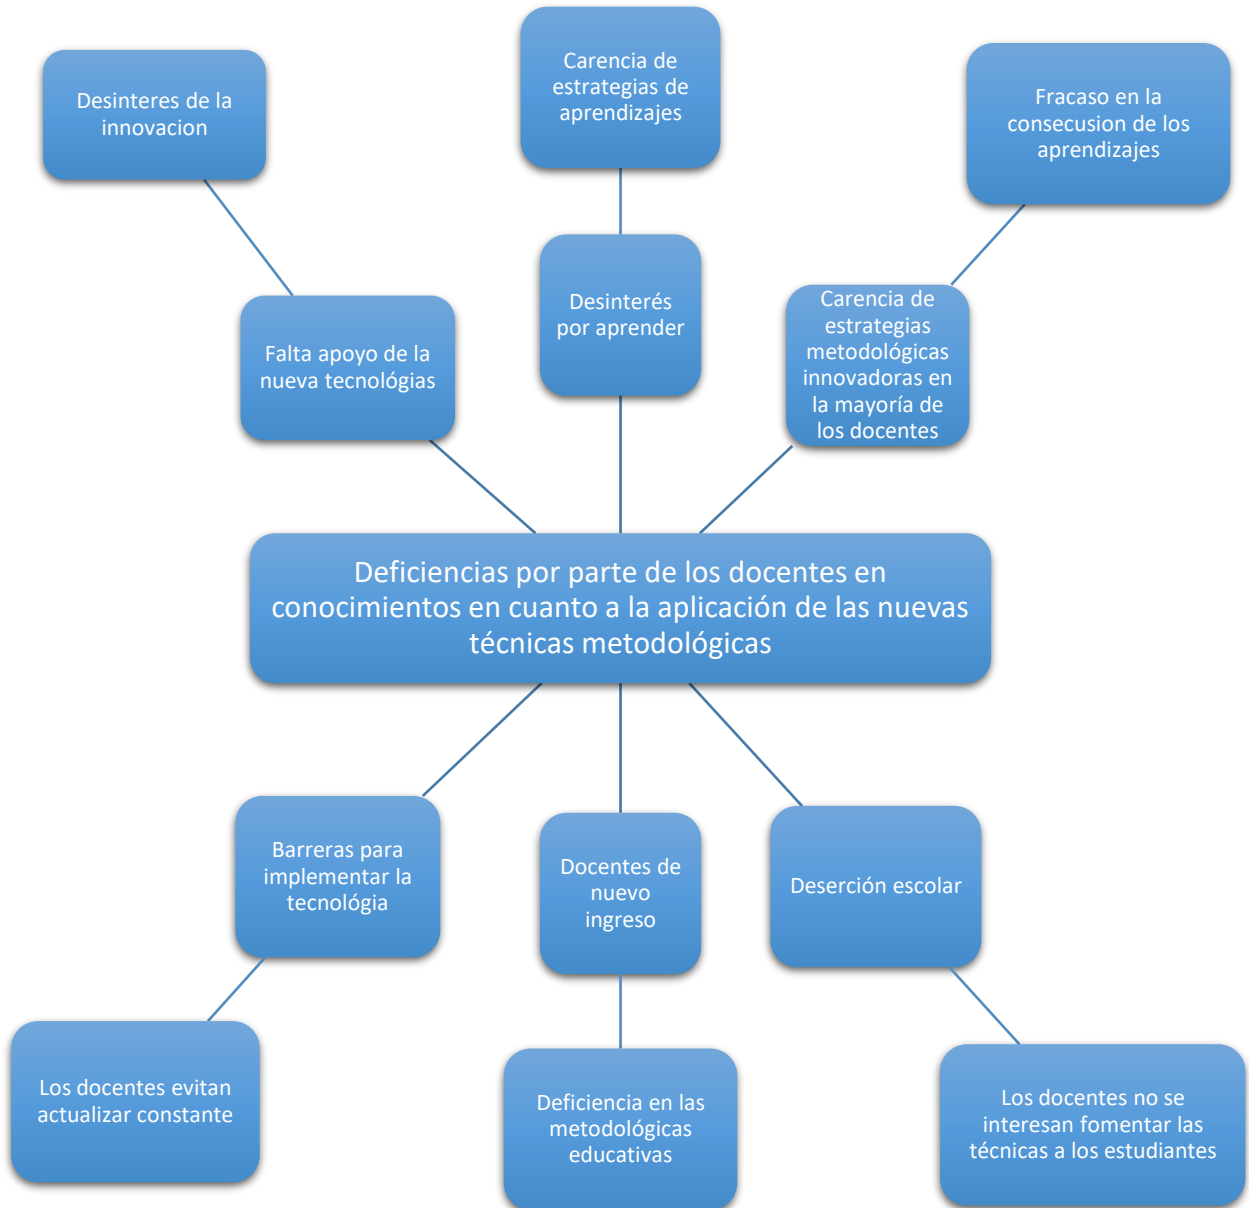 Carencia de
estrategias de
aprendizajes
Desinteres de la
innovacion
Fracaso en la
consecusion de los
aprendizajes
Desinterés
por aprender
Falta apoyo de la
nueva tecnológias
Carencia de
estrategias
metodológicas
innovadoras en
la mayoría de
los docentes
Deficiencias por parte de los docentes en
conocimientos en cuanto a la aplicación de las nuevas
técnicas metodológicas
Barreras para
implementar la
tecnológia
Docentes de
nuevo
ingreso
Deserción escolar
Los docentes evitan
actualizar constante
Deficiencia en las
metodológicas
educativas
Los docentes no se
interesan fomentar las
técnicas a los estudiantes